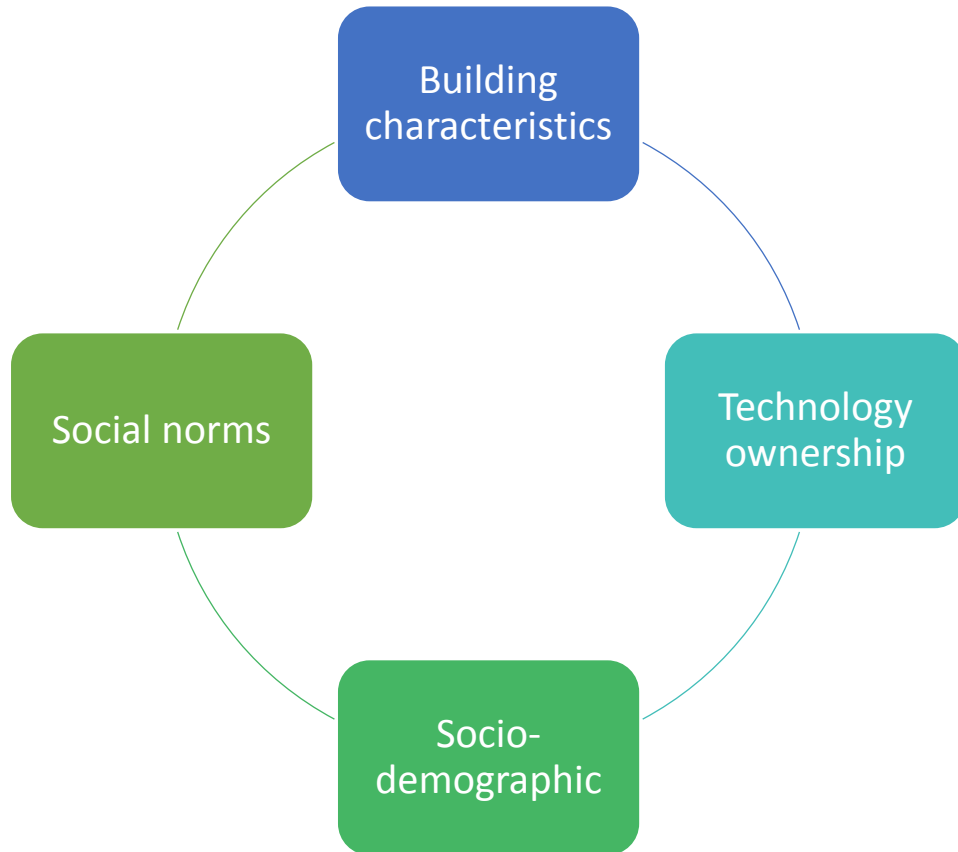 Building
characteristics
Social norms
Technology
ownership
Socio-
demographic